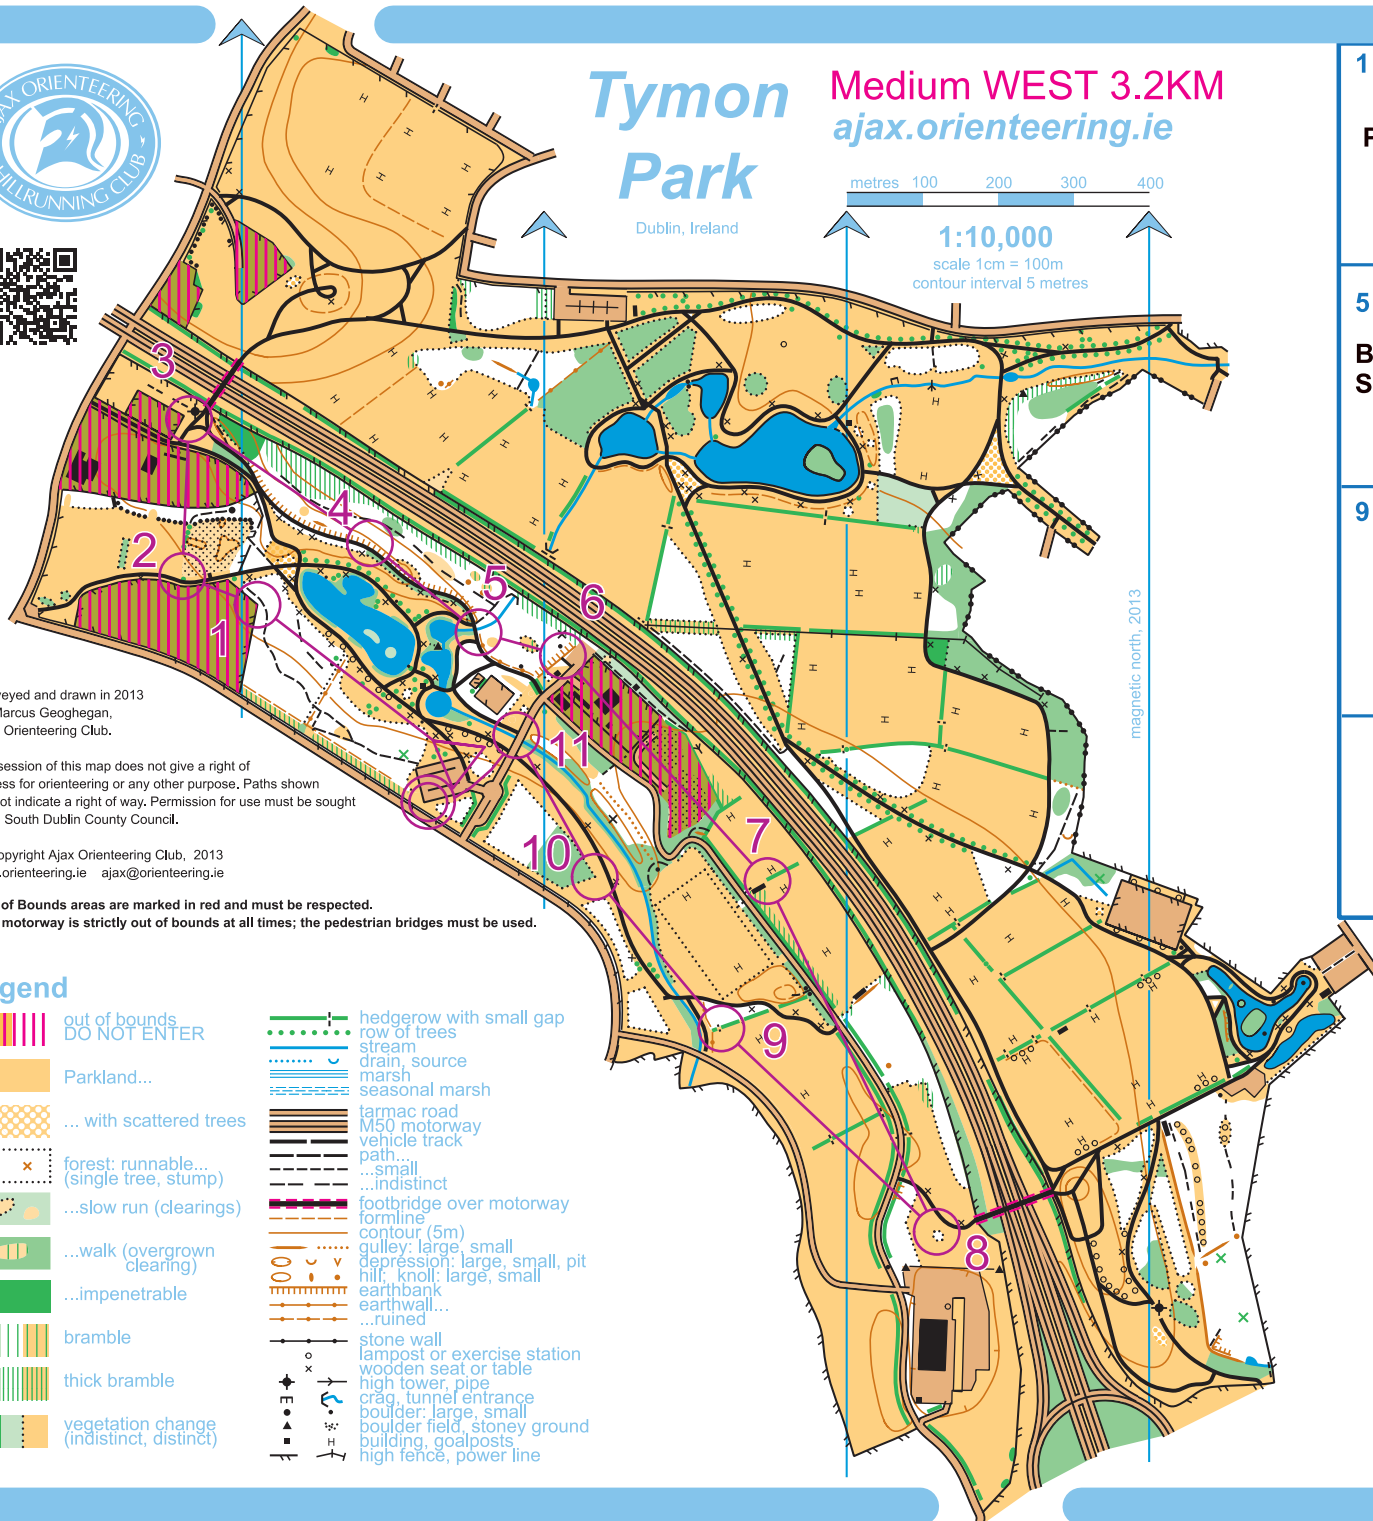 AJAX ORIENTEERING
HILLRUNNING CLUB
Tymon
Park
Dublin, Ireland
Medium WEST 3.2KM
ajax.orienteering.ie
metres 100 200 300 400
1:10,000
scale 1cm = 100m
contour interval 5 metres
1
5
B
S
9
3
4
2
5
6
1
11
7
10
9
8
magnetic north, 2013
veyed and drawn in 2013
Marcus Geoghegan,
Orienteering Club.
session of this map does not give a right of
ess for orienteering or any other purpose. Paths shown
ot indicate a right of way. Permission for use must be sought
South Dublin County Council.
opyright Ajax Orienteering Club, 2013
.orienteering.ie ajax@orienteering.ie
of Bounds areas are marked in red and must be respected.
motorway is strictly out of bounds at all times; the pedestrian bridges must be used.
gend
out of bounds
DO NOT ENTER
Parkland...
... with scattered trees
forest: runnable...
(single tree, stump)
...slow run (clearings)
...walk (overgrown
clearing)
...impenetrable
bramble
thick bramble
vegetation change
(indistinct, distinct)
hedgerow with small gap
row of trees
stream
drain, source
marsh
seasonal marsh
tarmac road
M50 motorway
vehicle track
path...
...small
...indistinct
footbridge over motorway
formline
contour (5m)
gulley: large, small
depression: large, small, pit
hill; knoll: large, small
earthbank
earthwall...
...ruined
stone wall
lampost or exercise station
wooden seat or table
high tower, pipe
crag, tunnel entrance
boulder: large, small
boulder field, stoney ground
building, goalposts
high fence, power line